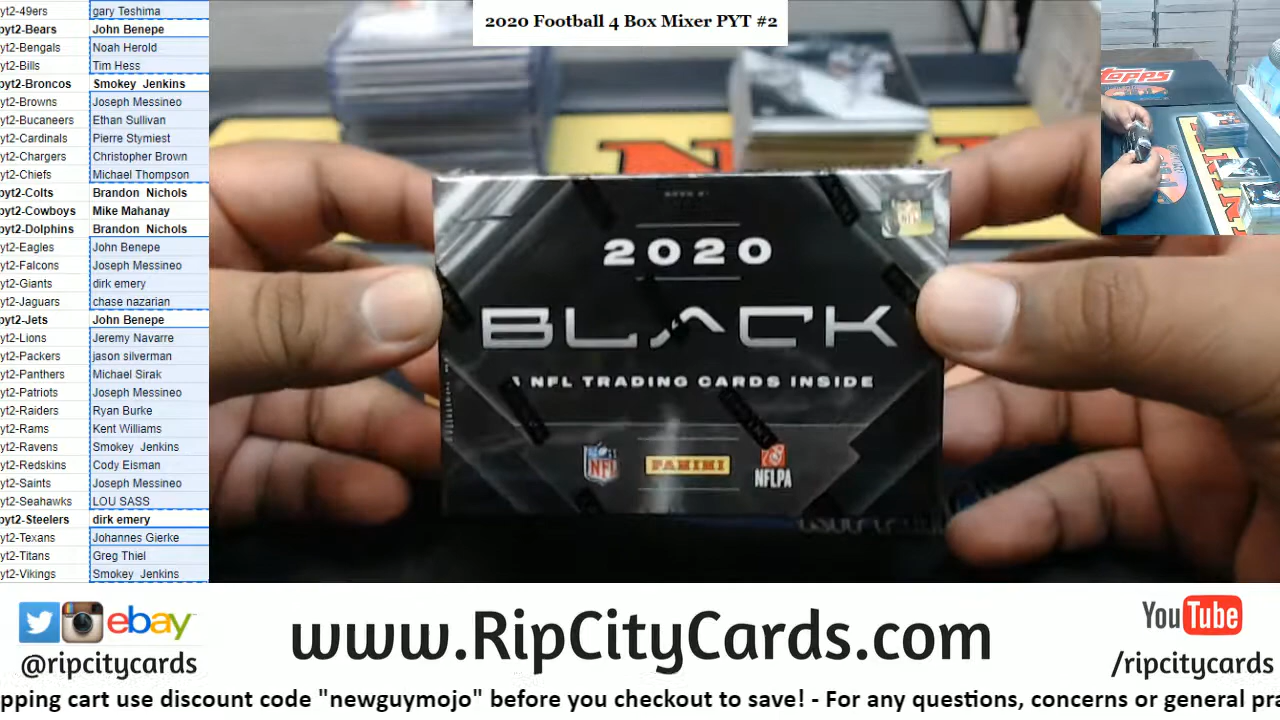 2020 Football 4 Box Mixer PYT #2
yt2-49ers gary Teshima
pyt2-Bears John Benepe
yt2-Bengals Noah Herold
yt2-Bills Tim Hess
pyt2-Broncos Smokey Jenkins
yt2-Browns Joseph Messineo
yt2-Bucaneers Ethan Sullivan
yt2-Cardinals Pierre Stymiest
yt2-Chargers Christopher Brown
yt2-Chiefs Michael Thompson
pyt2-Colts Brandon Nichols
pyt2-Cowboys Mike Mahanay
pyt2-Dolphins Brandon Nichols
yt2-Eagles John Benepe
yt2-Falcons Joseph Messineo
yt2-Giants dirk emery
yt2-Jaguars chase nazarian
pyt2-Jets John Benepe
yt2-Lions Jeremy Navarre
yt2-Packers jason silverman
yt2-Panthers Michael Sirak
yt2-Patriots Joseph Messineo
yt2-Raiders Ryan Burke
yt2-Rams Kent Williams
yt2-Ravens Smokey Jenkins
yt2-Redskins Cody Eisman
yt2-Saints Joseph Messineo
yt2-Seahawks LOU SASS
pyt2-Steelers dirk emery
yt2-Texans Johannes Gierke
yt2-Titans Greg Thiel
yt2-Vikings Smokey Jenkins
2020
BLACK
NFL TRADING CARDS INSIDE
NFL PANINI NFLPA
Topps
ebay
@ripcitycards
www.RipCityCards.com
YouTube
/ripcitycards
pping cart use discount code "newguymojo" before you checkout to save! - For any questions, concerns or general pra